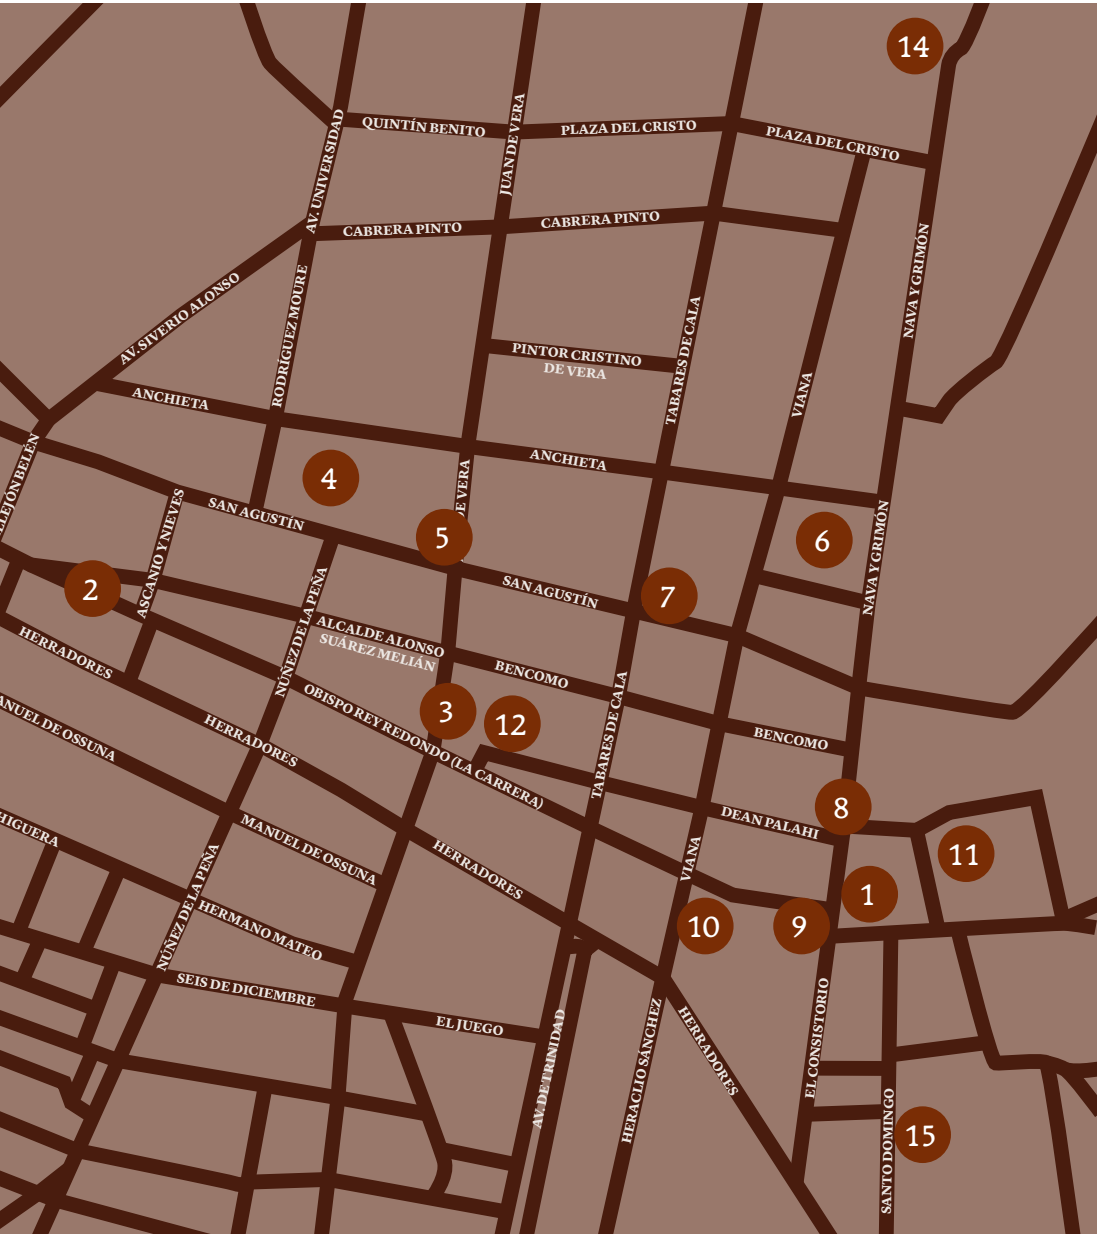 14
QUINTÍN BENITO
PLAZA DEL CRISTO
PLAZA DEL CRISTO
AV. UNIVERSIDAD
JUAN DE VERA
CABRERA PINTO
CABRERA PINTO
NAVA Y GRIMÓN
AV. SIVERIO ALONSO
RODRÍGUEZ MOURE
PINTOR CRISTINO
DE VERA
TABARES DE CALA
VIANA
ANCHIETA
ANCHIETA
LLEJÓN BELÉN
4
E VERA
SAN AGUSTÍN
5
6
NAVA Y GRIMÓN
ASCANIO Y NIEVES
2
NÚÑEZ DE LA PEÑA
SAN AGUSTÍN
7
ALCALDE ALONSO
SUÁREZ MELIÁN
HERRADORES
BENCOMO
OBISPO REY REDONDO (LA CARRERA)
3
12
TABARES DE CALA
BENCOMO
ANUEL DE OSSUNA
HERRADORES
8
DEAN PALAHI
HIGUERA
MANUEL DE OSSUNA
HERRADORES
VIANA
11
1
NÚÑEZ DE LA PEÑA
HERMANO MATEO
10
9
SEIS DE DICIEMBRE
EL JUEGO
AV. DE TRINIDAD
HERACLIO SÁNCHEZ
HERRADORES
EL CONSISTORIO
SANTO DOMINGO
15